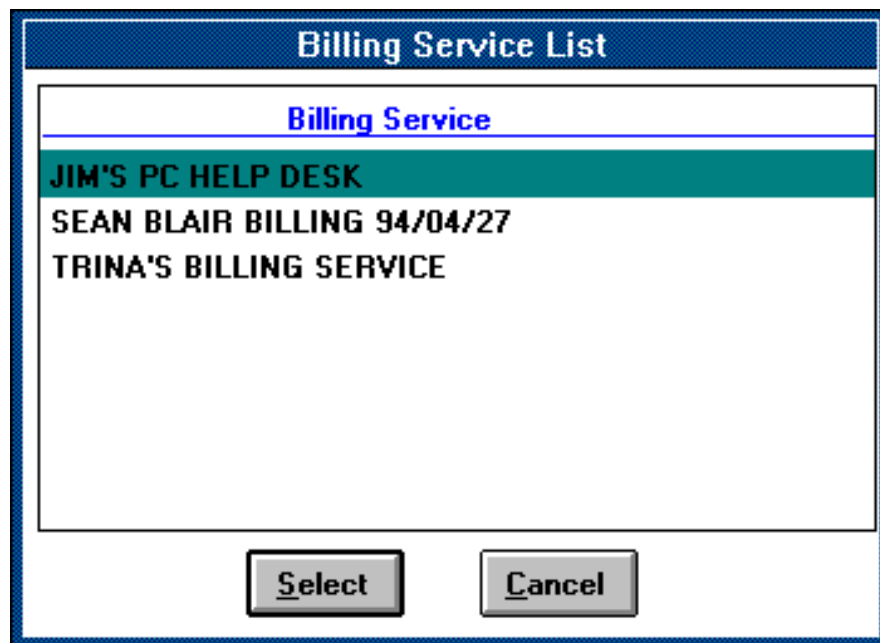 Billing Service List
Billing Service
JIM'S PC HELP DESK
SEAN BLAIR BILLING 94/04/27
TRINA'S BILLING SERVICE
Select
Cancel